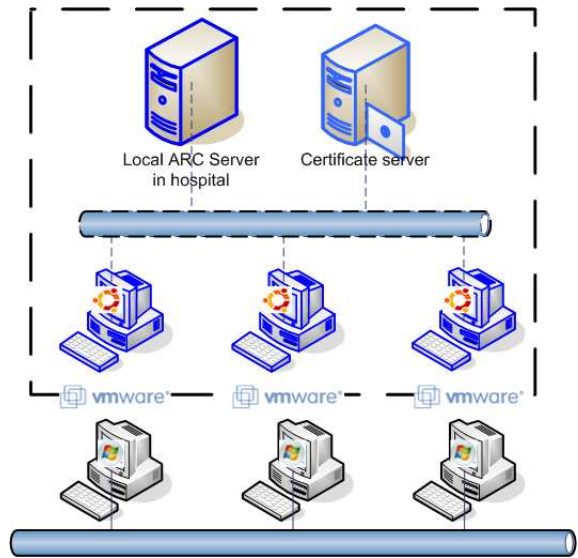 Local ARC Server
in hospital
Certificate server
vmware®
vmware®
vmware®